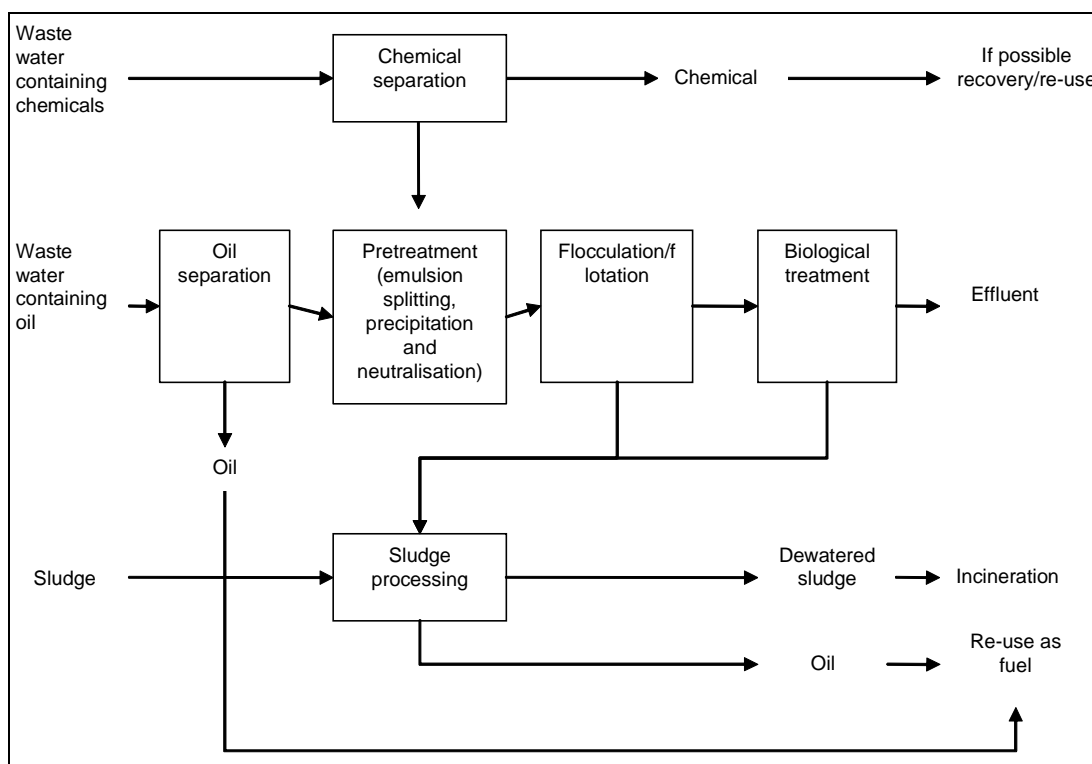 Waste
water
containing
chemicals
Chemical
separation
Chemical
If possible
recovery/re-use
Waste
water
containing
oil
Oil
separation
Pretreatment
(emulsion
splitting,
precipitation
and
neutralisation)
Flocculation/f
lotation
Biological
treatment
Effluent
Oil
Sludge
Sludge
processing
Dewatered
sludge
Incineration
Oil
Re-use as
fuel